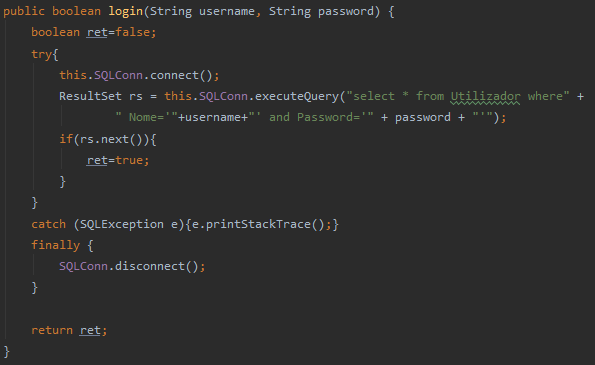 public boolean login(String username, String password) {
    boolean ret=false;
    try{
        this.SQLConn.connect();
        ResultSet rs = this.SQLConn.executeQuery("select * from Utilizador where" +
                " Nome='"+username+"' and Password='" + password + "'");
        if(rs.next()){
            ret=true;
        }
    }
    catch (SQLException e){e.printStackTrace();}
    finally {
        SQLConn.disconnect();
    }

    return ret;
}